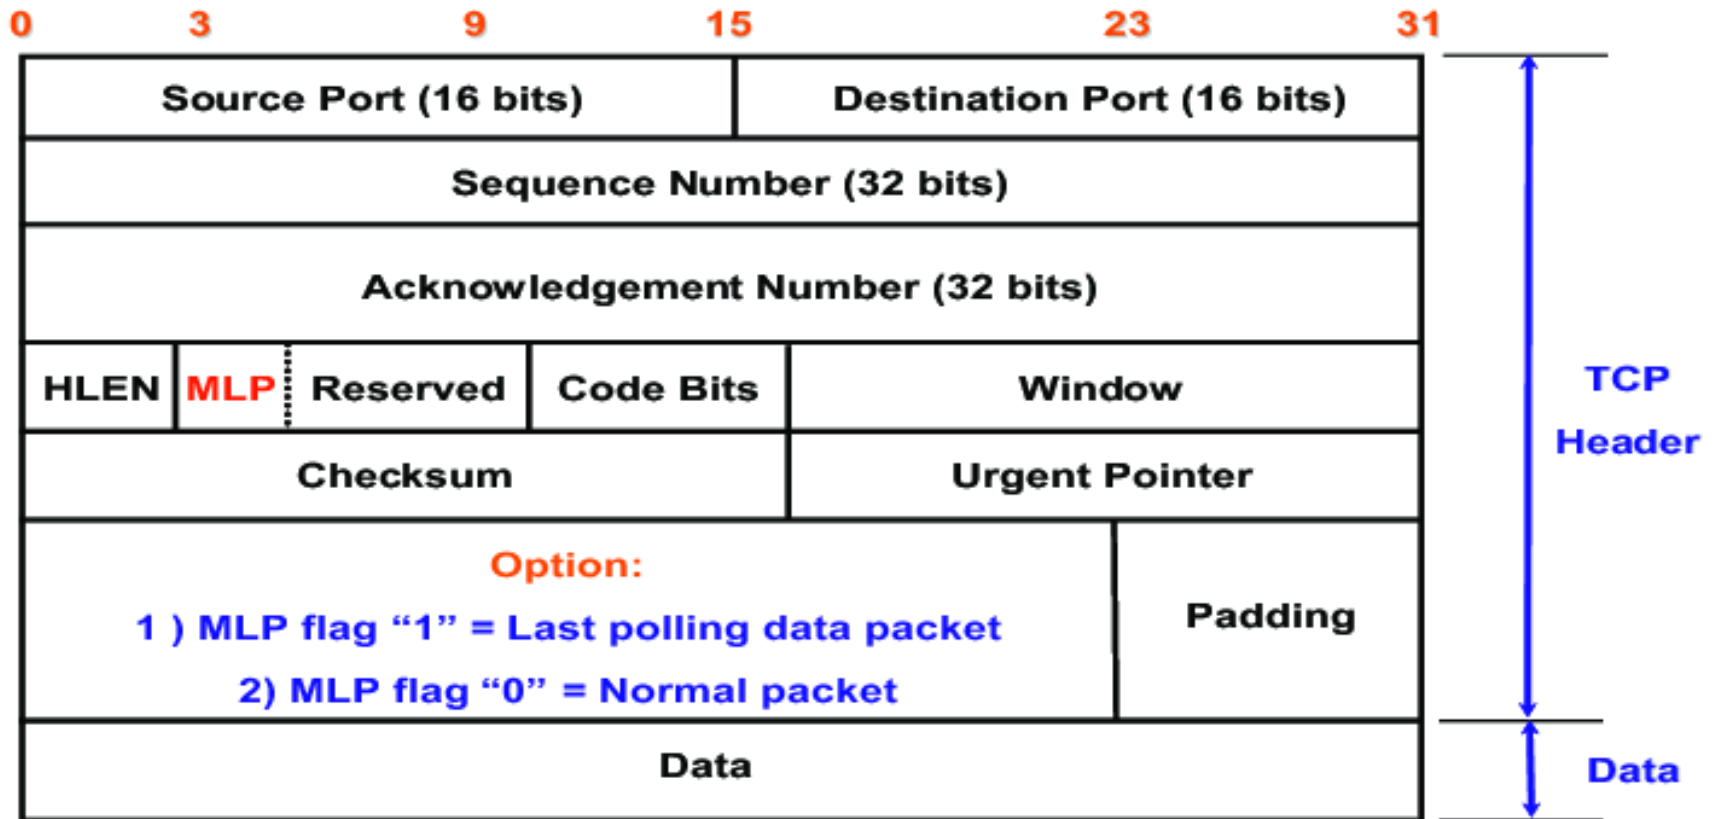 0 3 9 15 23 31
Source Port (16 bits) Destination Port (16 bits)
Sequence Number (32 bits)
Acknowledgement Number (32 bits)
HLEN MLP Reserved Code Bits Window
Checksum Urgent Pointer
Option:
1 ) MLP flag “1” = Last polling data packet
2) MLP flag “0” = Normal packet
Padding
Data
TCP
Header
Data